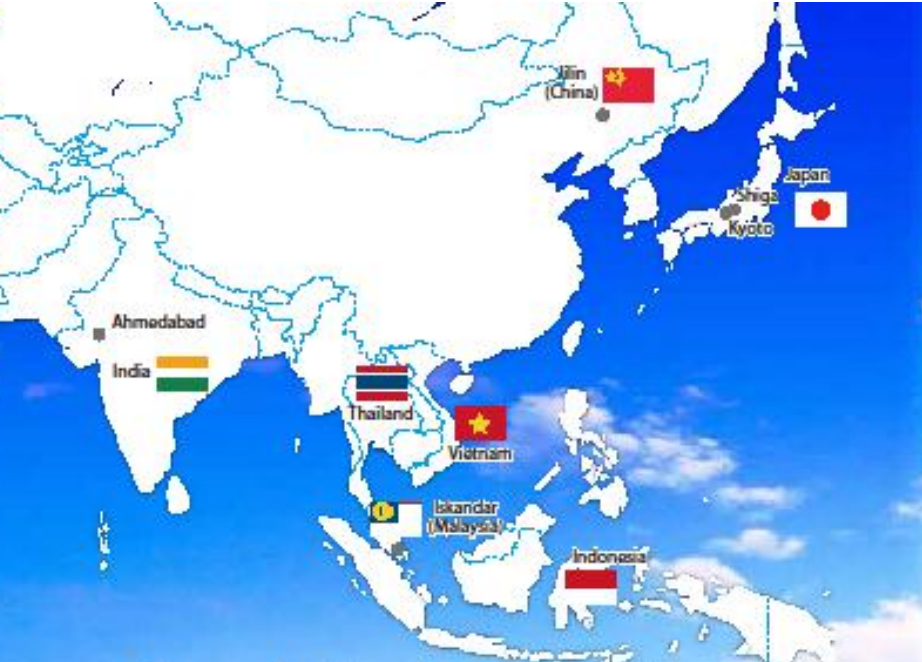 Jilin
(China)
Japan
Shiga
Kyoto
Ahmedabad
India
Thailand
Vietnam
Iskandar
(Malaysia)
Indonesia